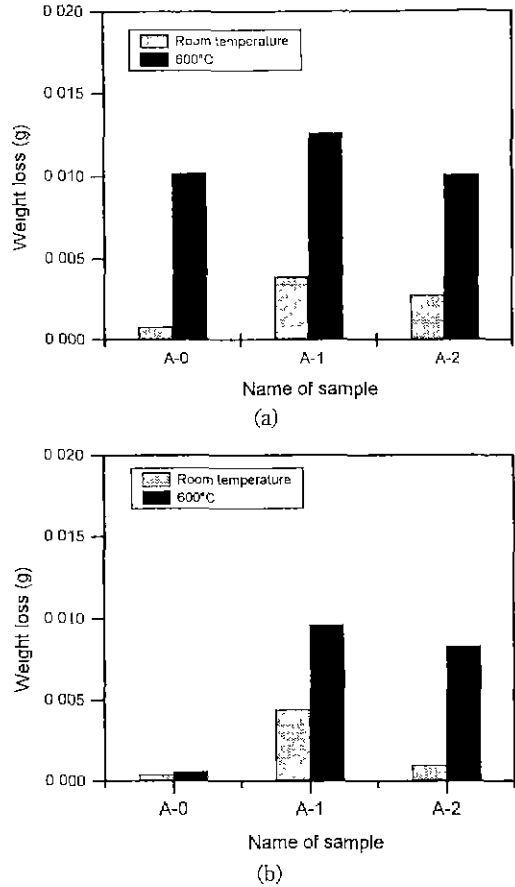 0.020
Room temperature
600°C
0.015
0.010
0.005
0.000
Weight loss (g)
A-0 A-1 A-2
Name of sample
(a)
0.020
Room temperature
600°C
0.015
0.010
0.005
0.000
Weight loss (g)
A-0 A-1 A-2
Name of sample
(b)